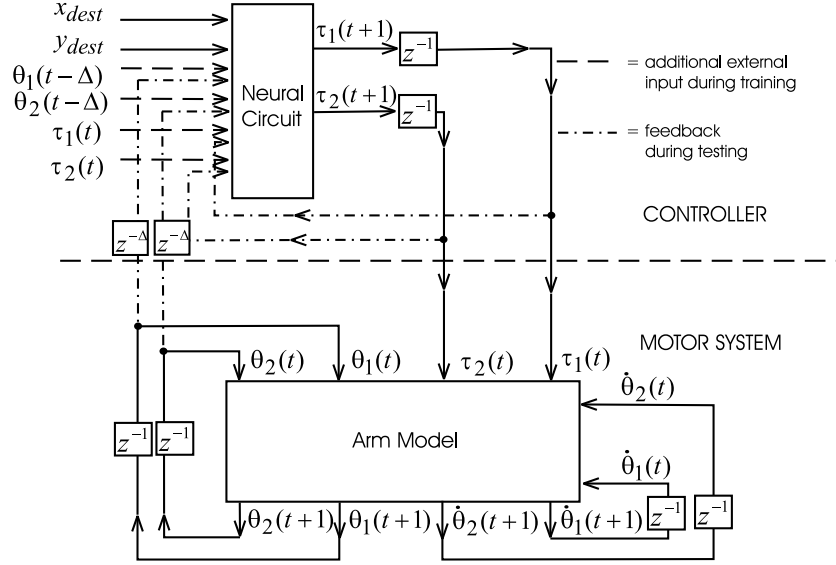 x_dest
y_dest
θ₁(t−Δ)
θ₂(t−Δ)
τ₁(t)
τ₂(t)
Neural
Circuit
τ₁(t+1)
z⁻¹
τ₂(t+1)
z⁻¹
= additional external
input during training
= feedback
during testing
z^−Δ
z^−Δ
CONTROLLER
MOTOR SYSTEM
θ₂(t)
θ₁(t)
τ₂(t)
τ₁(t)
θ̇₂(t)
z⁻¹
z⁻¹
Arm Model
θ̇₁(t)
z⁻¹
z⁻¹
θ₂(t+1)
θ₁(t+1)
θ̇₂(t+1)
θ̇₁(t+1)